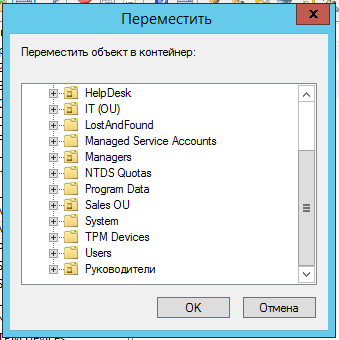 Переместить
Переместить объект в контейнер:
HelpDesk
IT (OU)
LostAndFound
Managed Service Accounts
Managers
NTDS Quotas
Program Data
Sales OU
System
TPM Devices
Users
Руководители
OK
Отмена